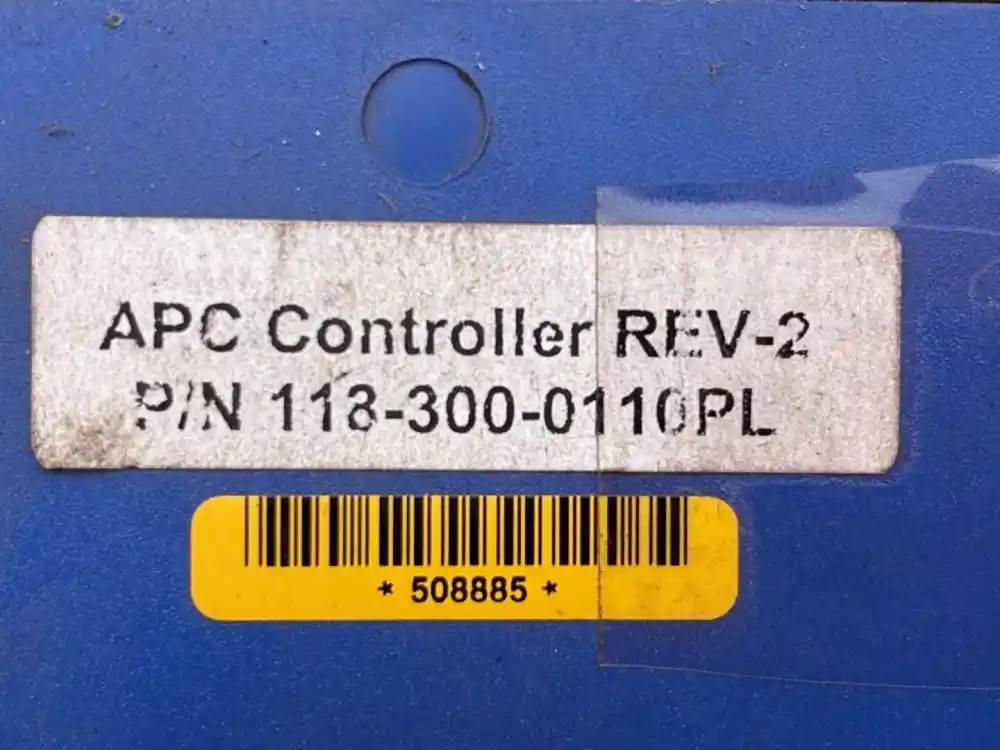 APC Controller REV-2
P/N 118-300-0110PL
* 508885 *